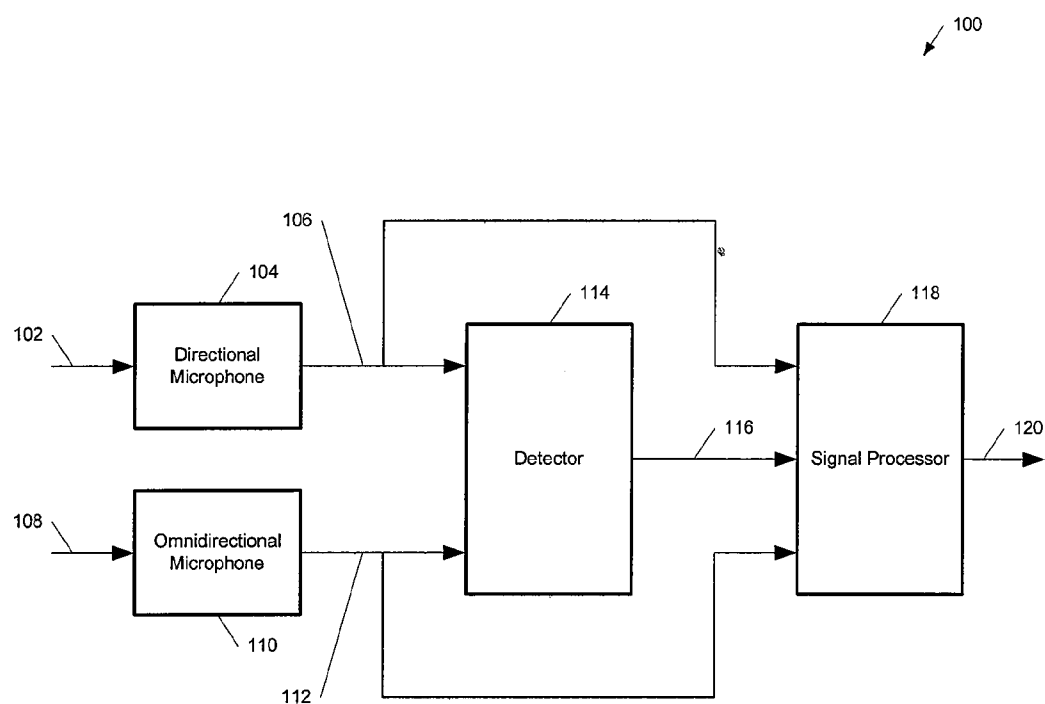 100
106
104
114
118
102
Directional
Microphone
116
120
Detector
Signal Processor
108
Omnidirectional
Microphone
110
112